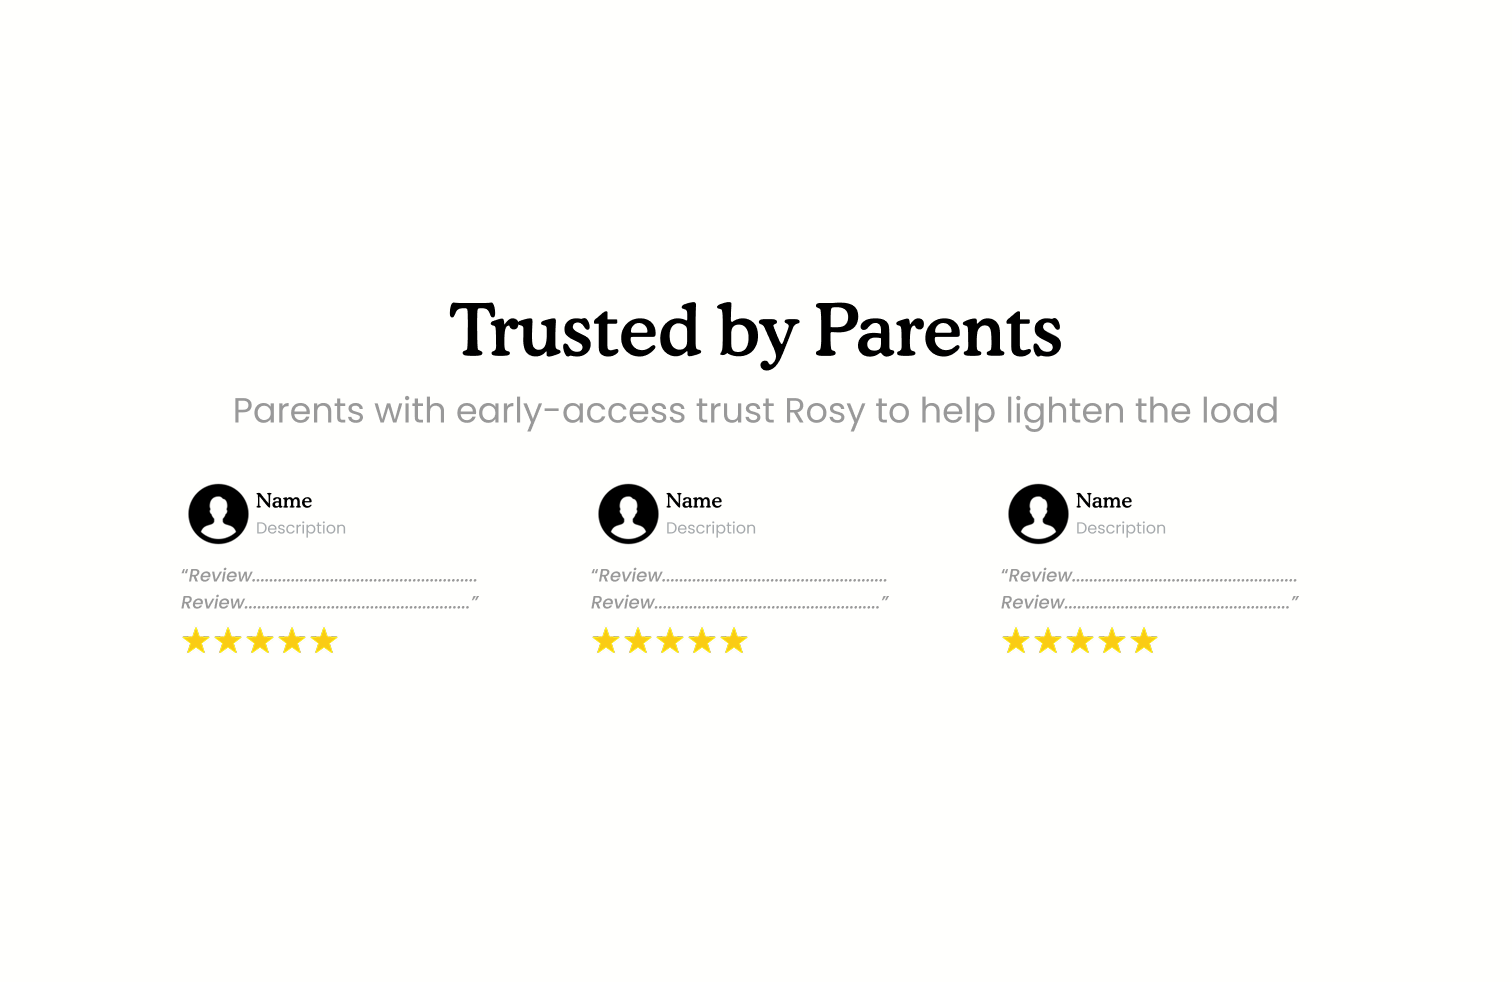 Trusted by Parents
Parents with early-access trust Rosy to help lighten the load
Name
Description
“Review....................................................
Review....................................................”
Name
Description
“Review....................................................
Review....................................................”
Name
Description
“Review....................................................
Review....................................................”